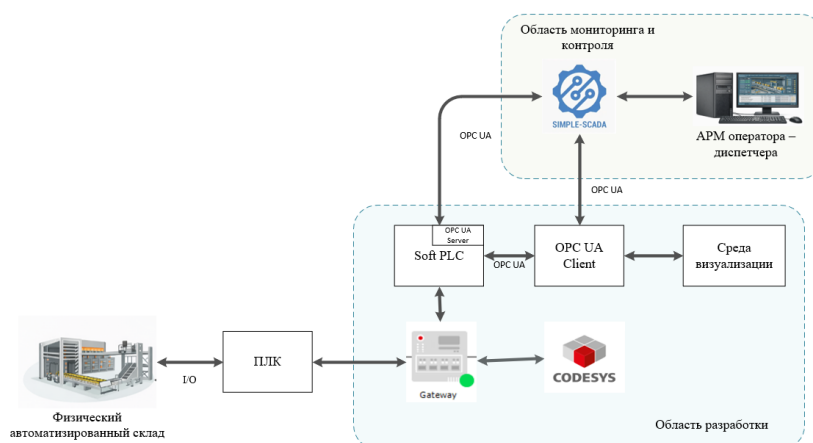 Область мониторинга и
контроля
SIMPLE-SCADA
АРМ оператора –
диспетчера
OPC UA
OPC UA
OPC UA
Server
Soft PLC
OPC UA
OPC UA
Client
Среда
визуализации
I/O
ПЛК
Gateway
CODESYS
Физический
автоматизированный склад
Область разработки